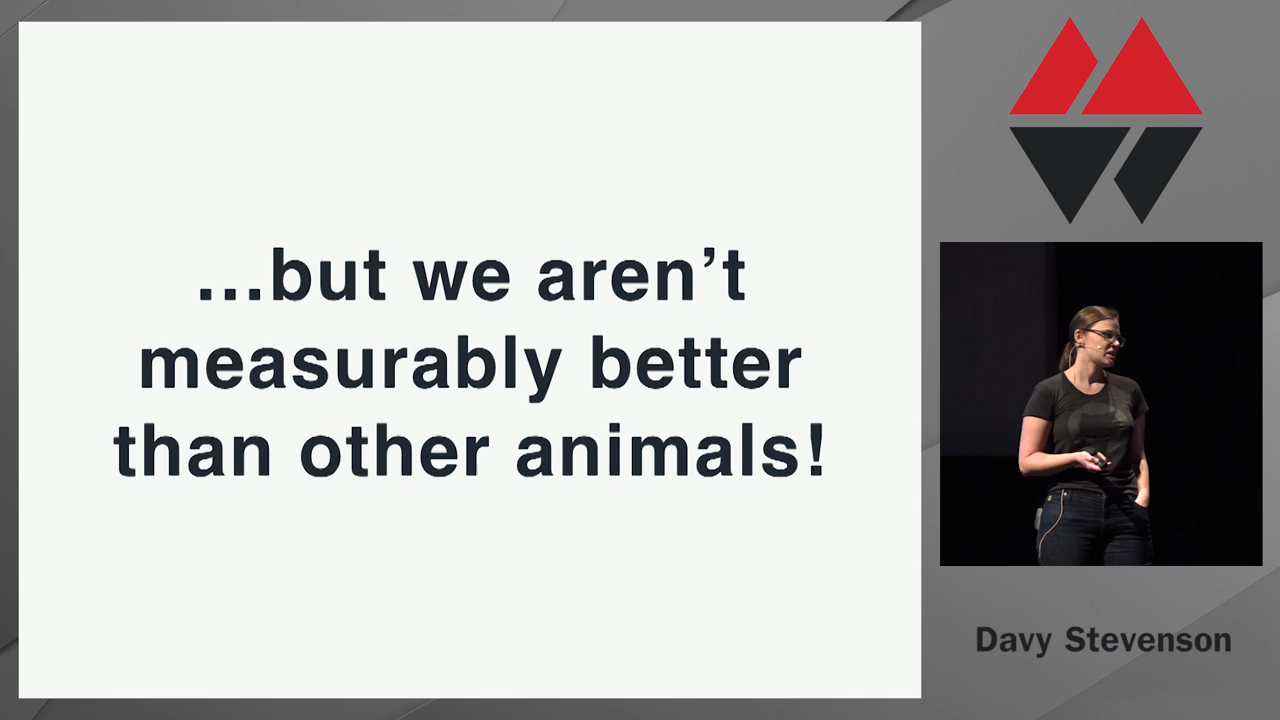 …but we aren’t
measurably better
than other animals!
Davy Stevenson